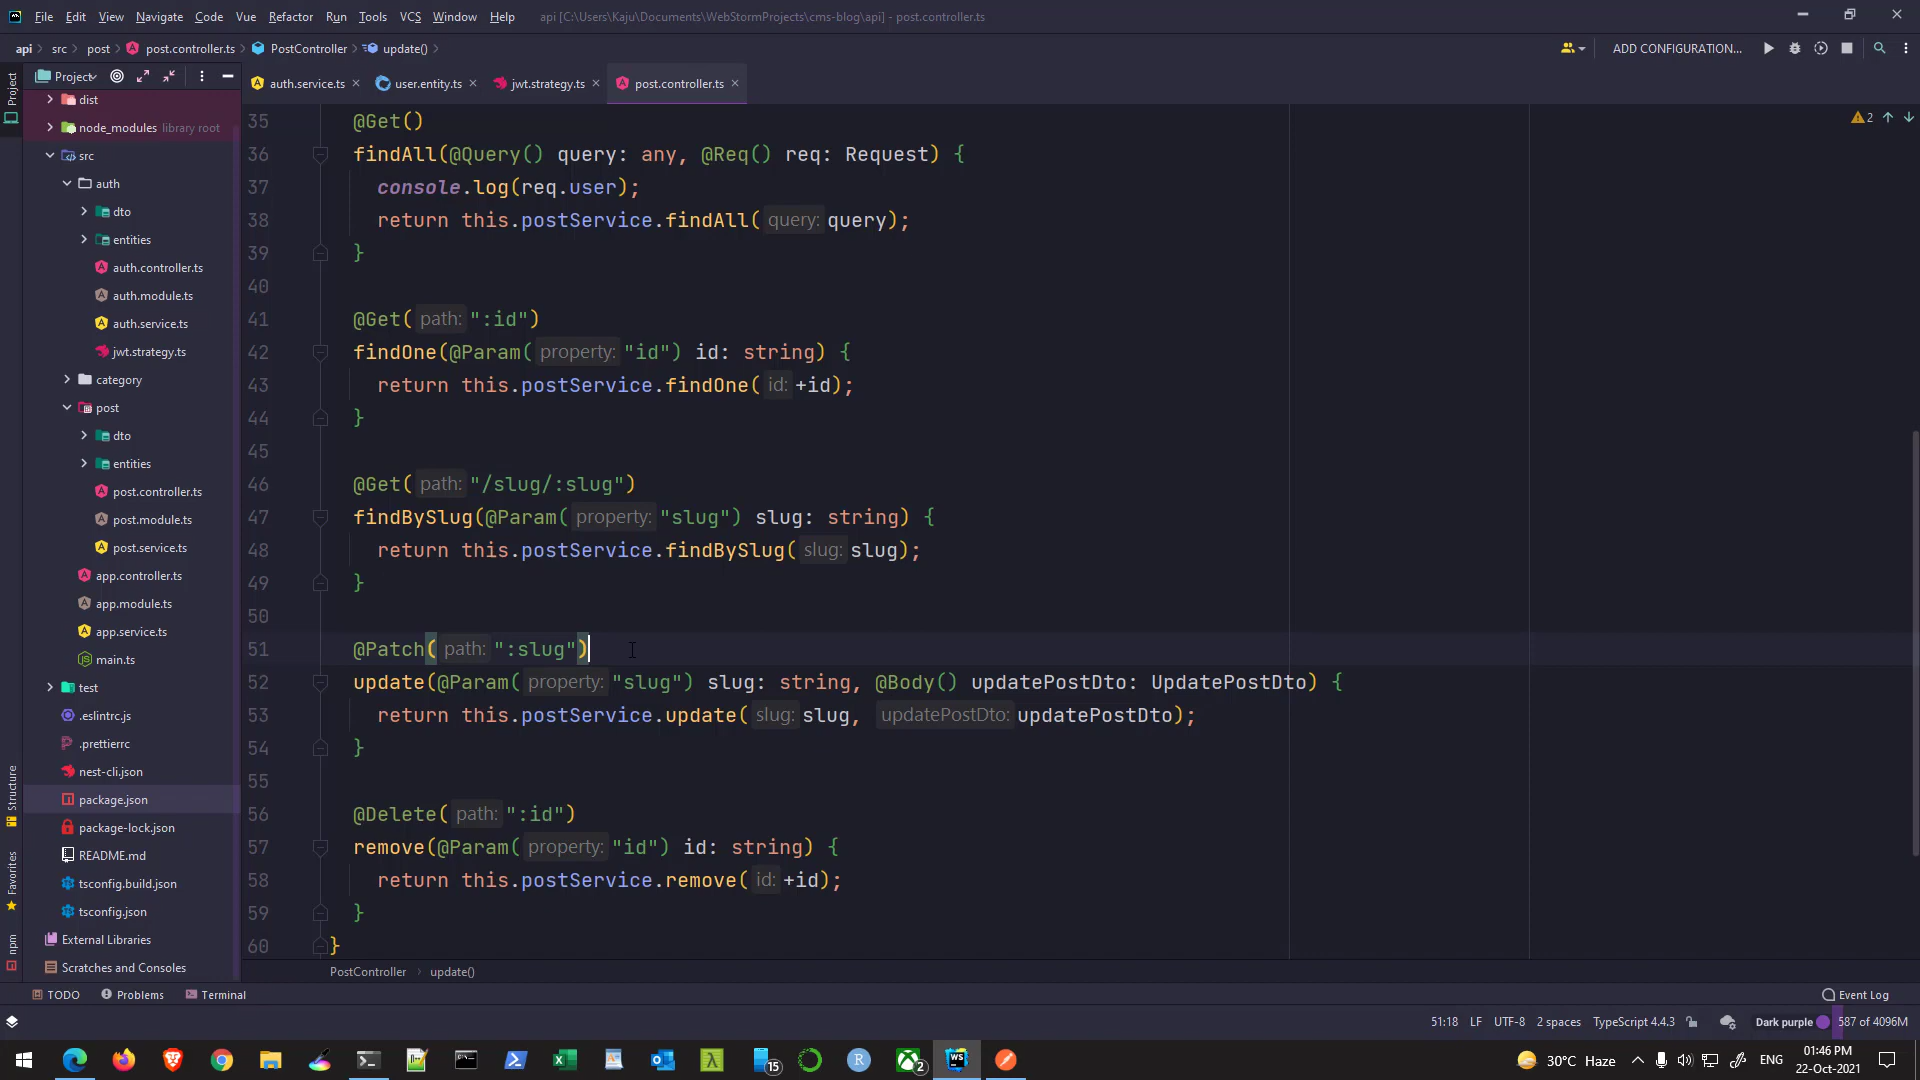 File Edit View Navigate Code Vue Refactor Run Tools VCS Window Help api [C:\Users\Kaju\Documents\WebStormProjects\cms-blog\api] - post.controller.ts
api src post post.controller.ts PostController update() ADD CONFIGURATION...
Project
auth.service.ts user.entity.ts jwt.strategy.ts post.controller.ts
Project
dist
node_modules library root
src
auth
dto
entities
auth.controller.ts
auth.module.ts
auth.service.ts
jwt.strategy.ts
category
post
dto
entities
post.controller.ts
post.module.ts
post.service.ts
app.controller.ts
app.module.ts
app.service.ts
main.ts
test
.eslintrc.js
.prettierrc
nest-cli.json
package.json
package-lock.json
README.md
tsconfig.build.json
tsconfig.json
External Libraries
Scratches and Consoles
Structure
Favorites
npm
2
35 @Get()
36 findAll(@Query() query: any, @Req() req: Request) {
37 console.log(req.user);
38 return this.postService.findAll( query: query);
39 }
40
41 @Get( path: ":id")
42 findOne(@Param( property: "id") id: string) {
43 return this.postService.findOne( id: +id);
44 }
45
46 @Get( path: "/slug/:slug")
47 findBySlug(@Param( property: "slug") slug: string) {
48 return this.postService.findBySlug( slug: slug);
49 }
50
51 @Patch( path: ":slug")
52 update(@Param( property: "slug") slug: string, @Body() updatePostDto: UpdatePostDto) {
53 return this.postService.update( slug: slug, updatePostDto: updatePostDto);
54 }
55
56 @Delete( path: ":id")
57 remove(@Param( property: "id") id: string) {
58 return this.postService.remove( id: +id);
59 }
60 }
PostController update()
TODO Problems Terminal Event Log
51:18 LF UTF-8 2 spaces TypeScript 4.4.3 Dark purple 587 of 4096M
15 R 2 WS 30°C Haze ENG 01:46 PM
22-Oct-2021